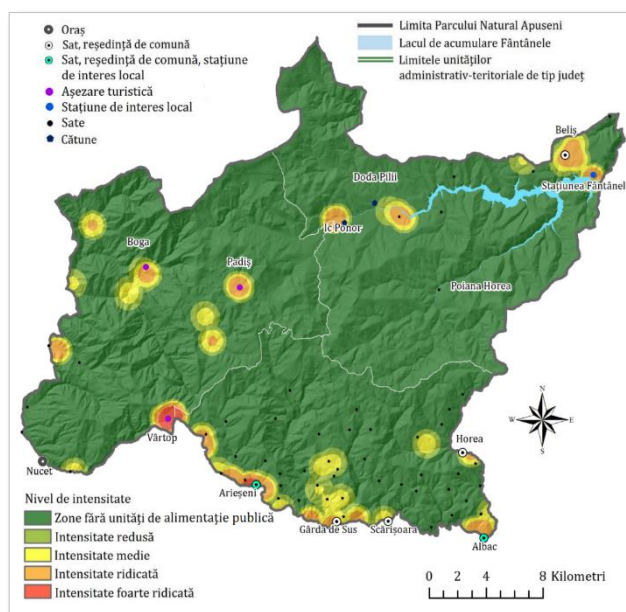 Oraș
Sat, reședință de comună
Sat, reședință de comună, stațiune
de interes local
Așezare turistică
Stațiune de interes local
Sate
Cătune
Limita Parcului Natural Apuseni
Lacul de acumulare Fântânele
Limitele unităților
administrativ-teritoriale de tip județ
Beliș
Stațiunea Fântânel
Doda Pilii
Ic Ponor
Boga
Padiș
Poiana Horea
Vârtop
Nucet
Horea
Arieșeni
Gârda de Sus
Scărișoara
Albac
N
W
E
S
Nivel de intensitate
Zone fără unități de alimentație publică
Intensitate redusă
Intensitate medie
Intensitate ridicată
Intensitate foarte ridicată
0 4 8 Kilometri